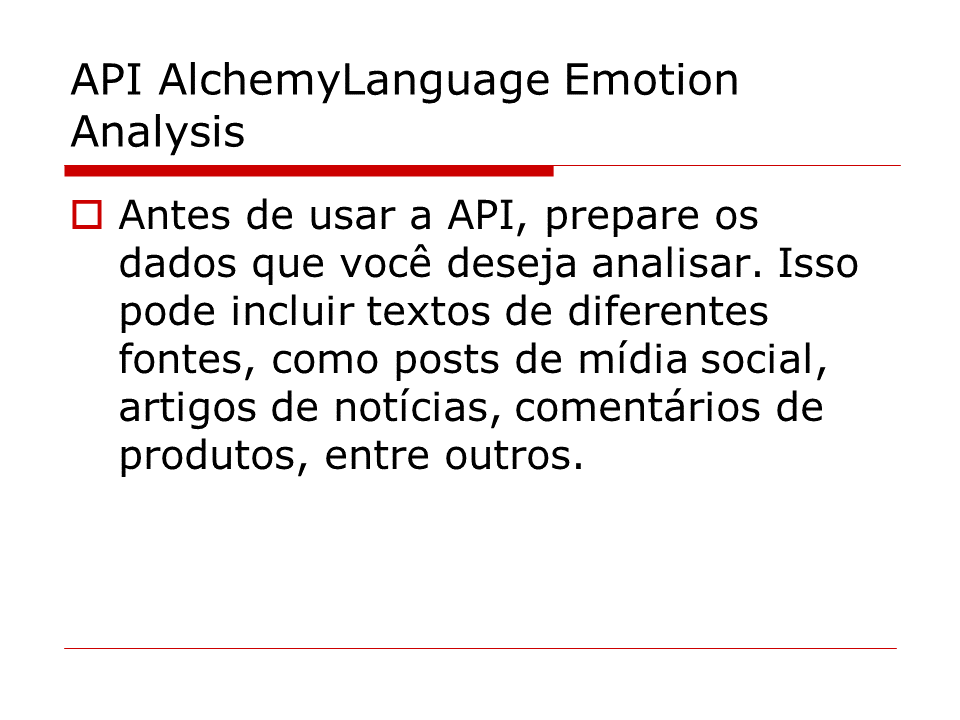 API AlchemyLanguage Emotion
Analysis
Antes de usar a API, prepare os
dados que você deseja analisar. Isso
pode incluir textos de diferentes
fontes, como posts de mídia social,
artigos de notícias, comentários de
produtos, entre outros.